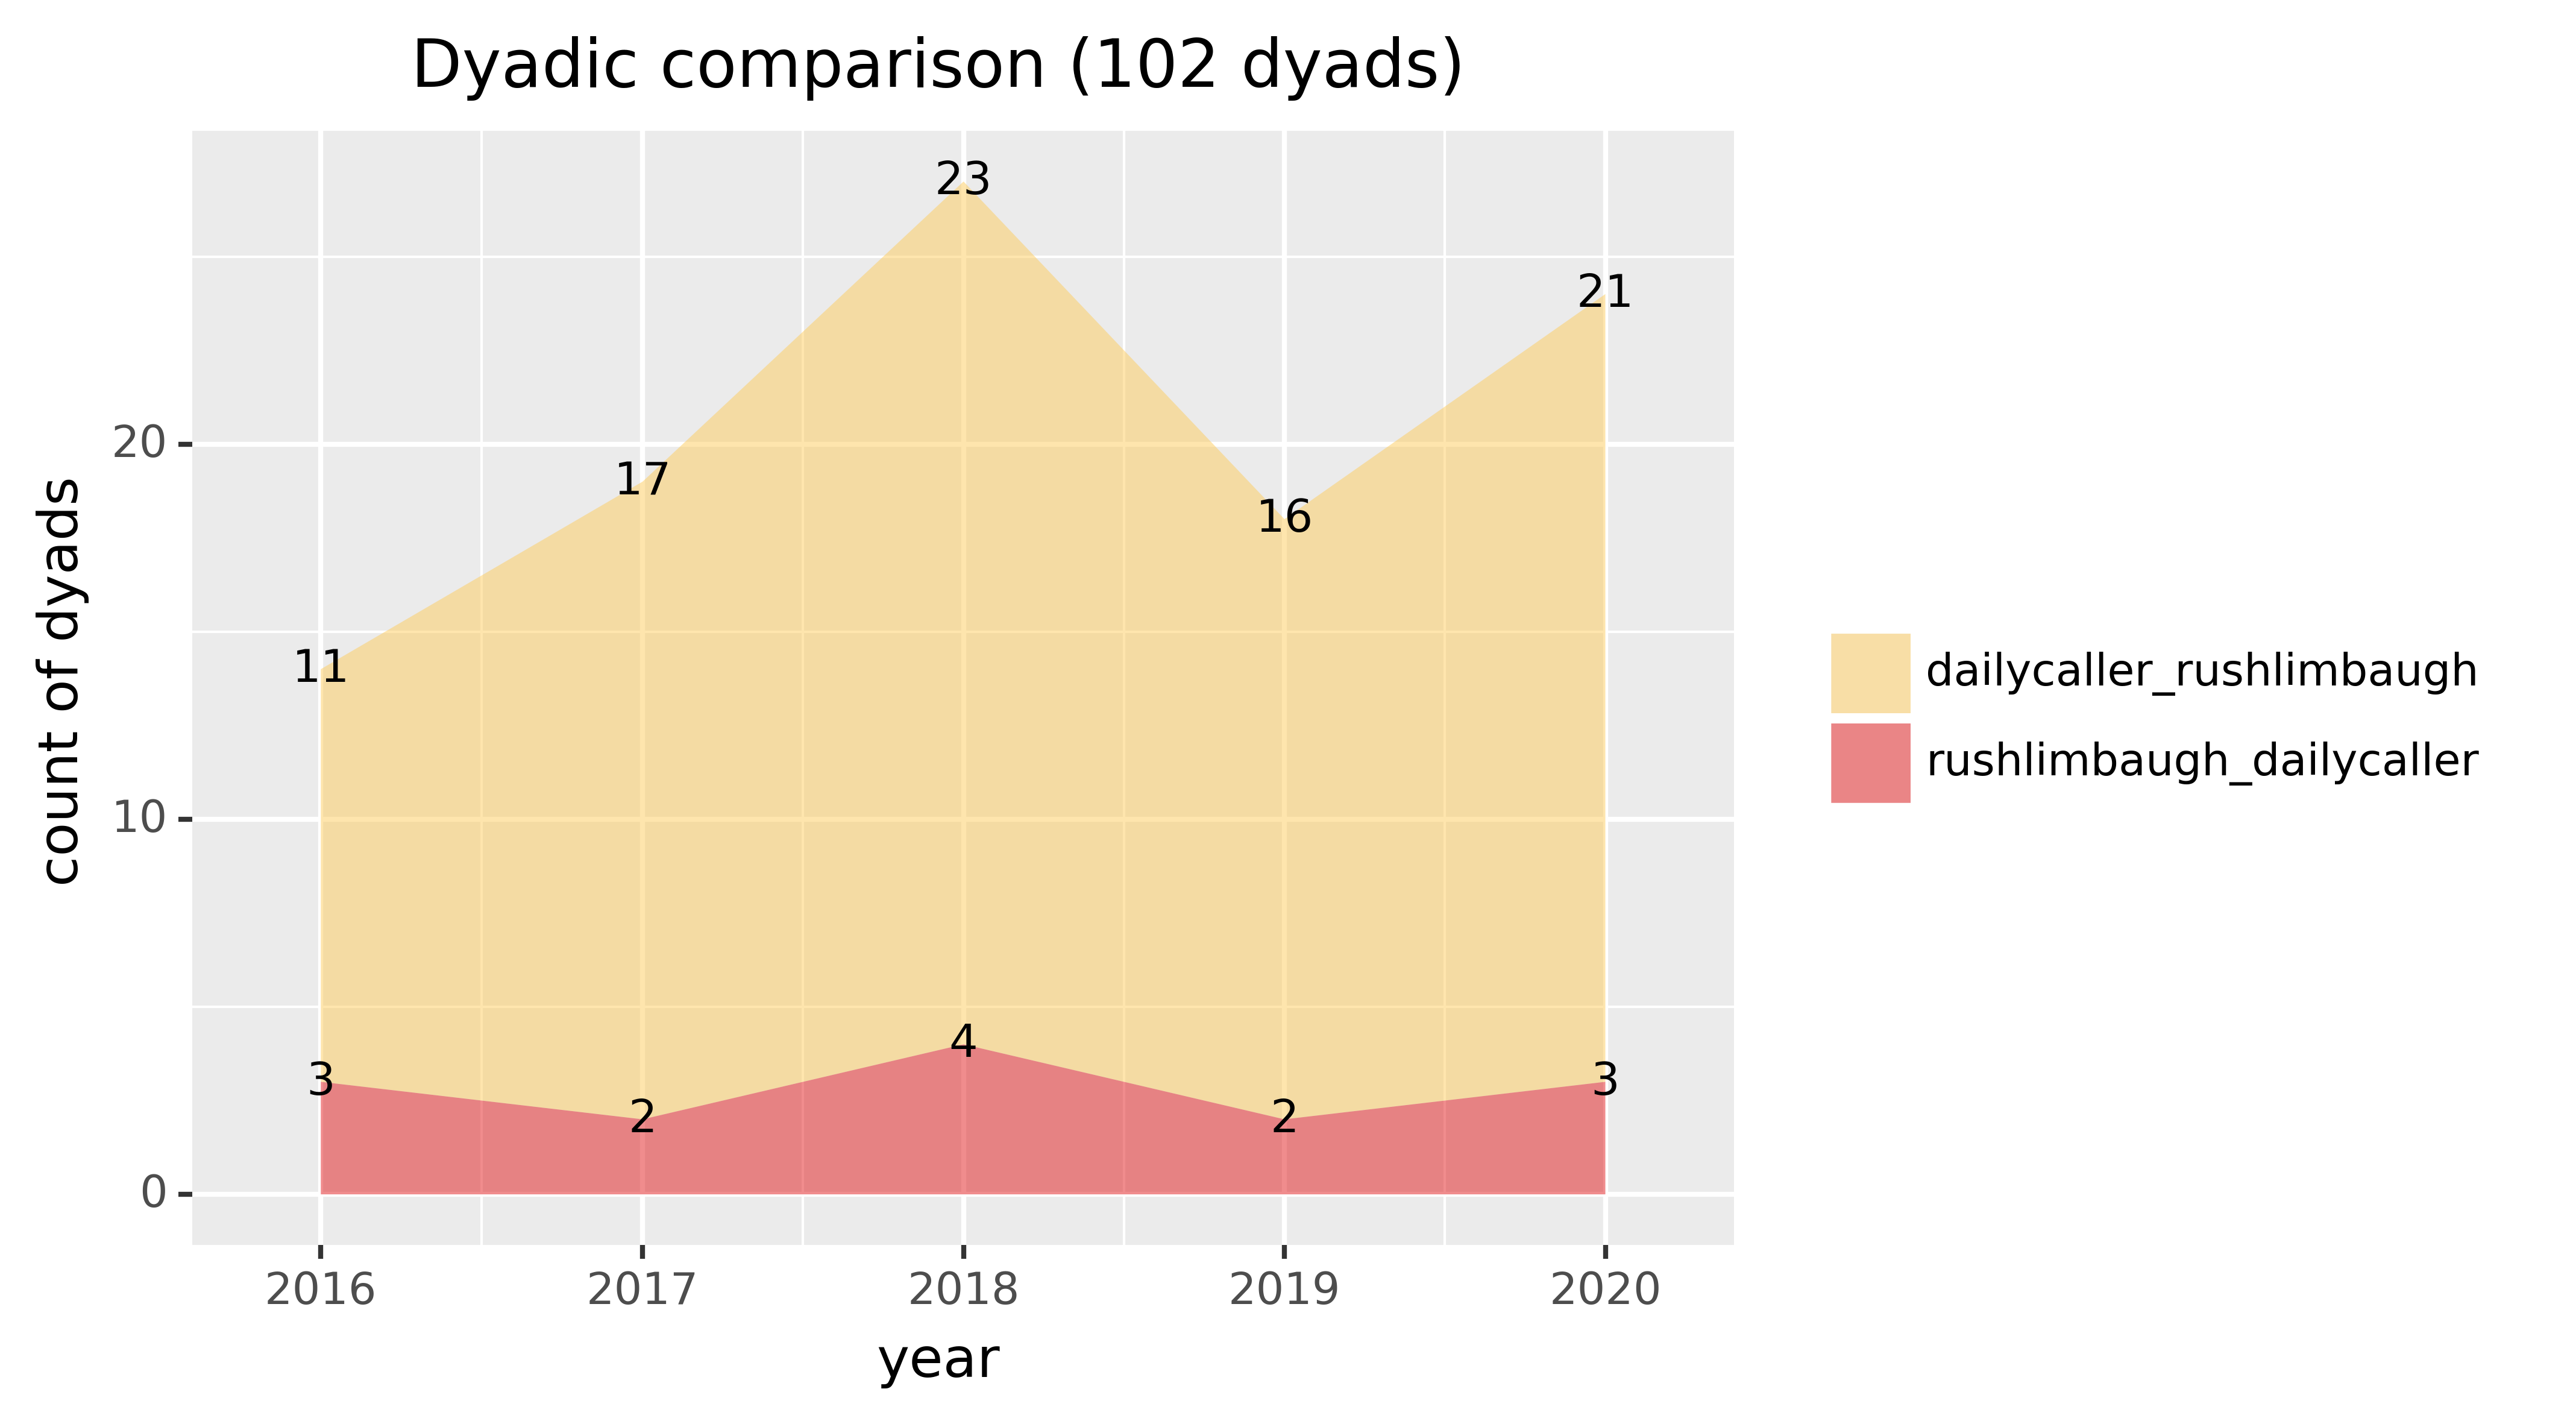 Dyadic comparison (102 dyads)
23
21
20
17
16
11
10
4
3
3
2
2
0
count of dyads
dailycaller_rushlimbaugh
rushlimbaugh_dailycaller
2016 2017 2018 2019 2020
year